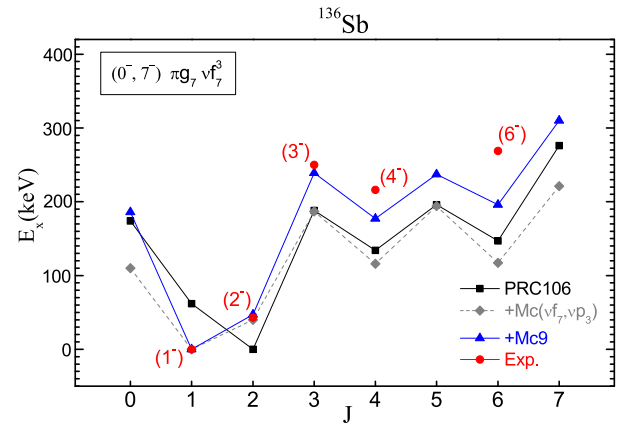 ¹³⁶Sb
(0⁻, 7⁻) πg₇ νf₇³
Eₓ(keV)
400
300
200
100
0
(1⁻)
(2⁻)
(3⁻)
(4⁻)
(6⁻)
PRC106
+Mc(νf₇,νp₃)
+Mc9
Exp.
0 1 2 3 4 5 6 7
J